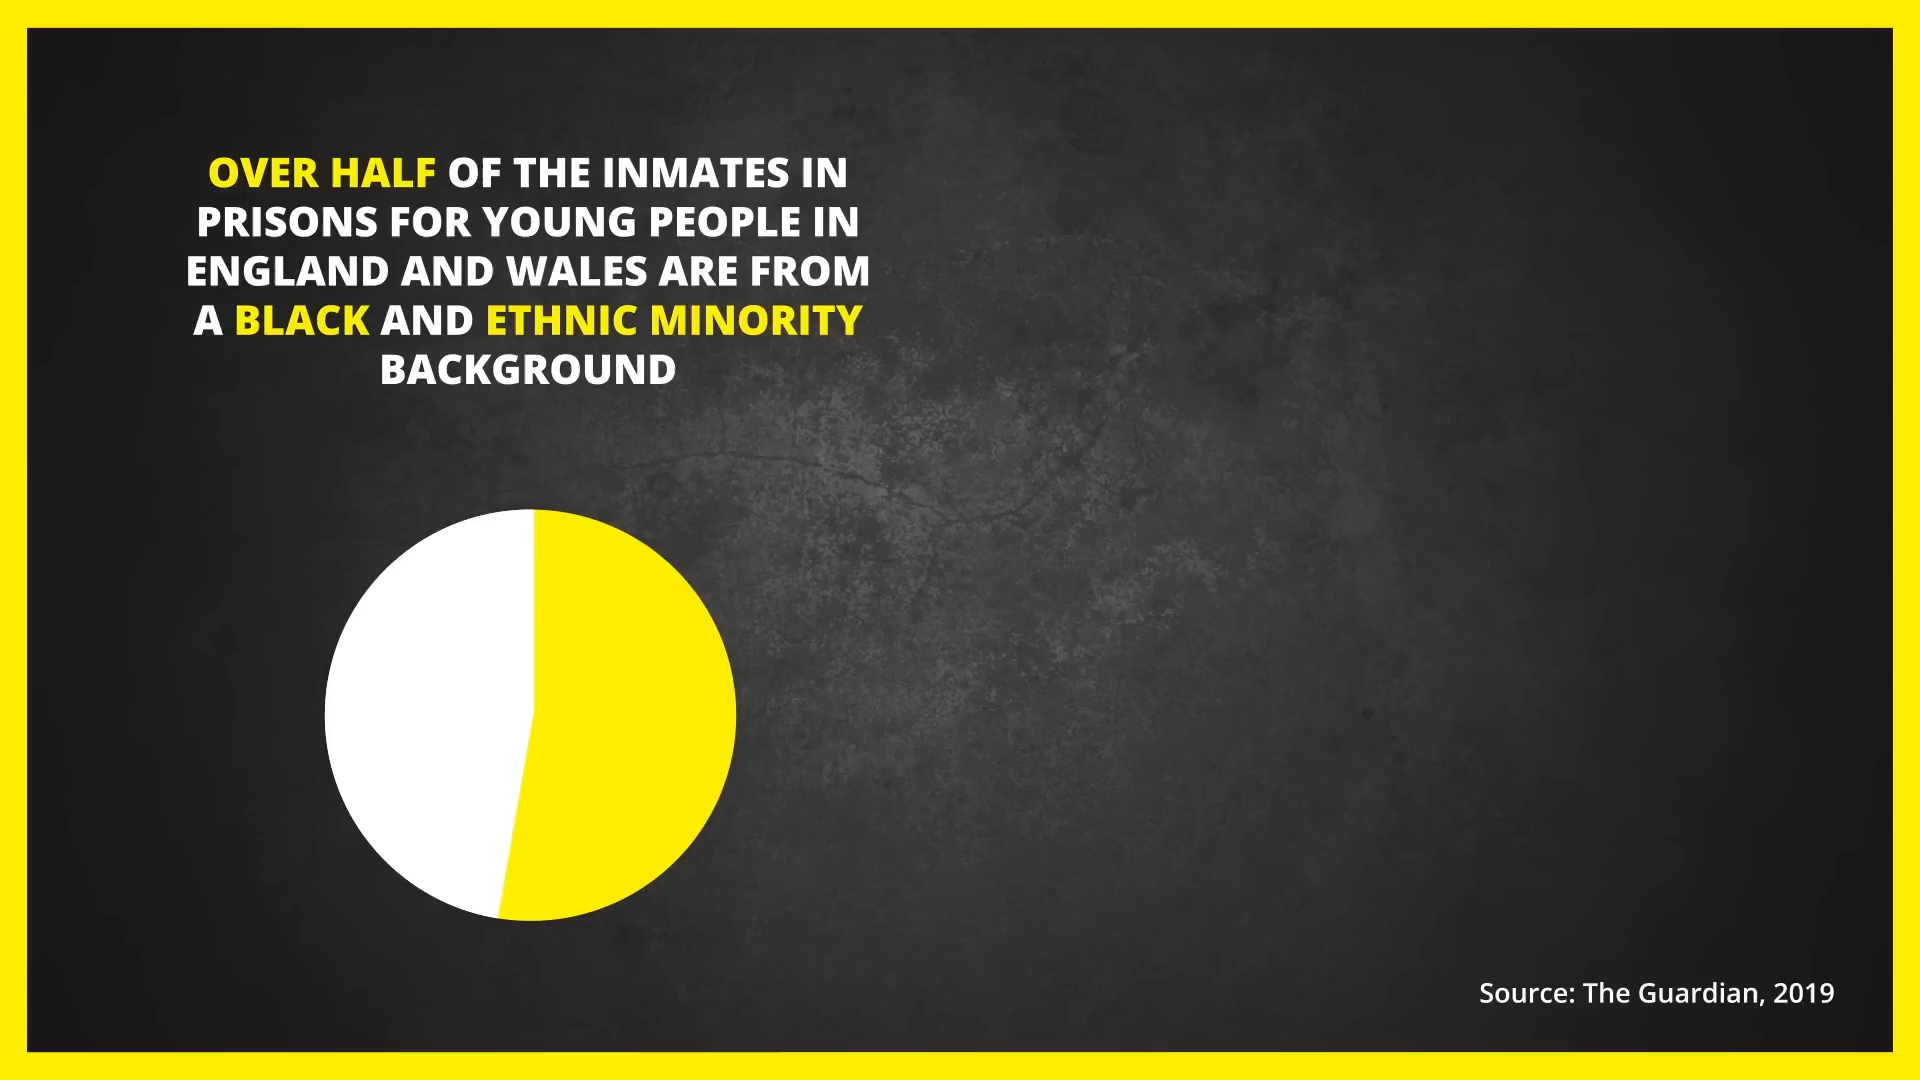 OVER HALF OF THE INMATES IN
PRISONS FOR YOUNG PEOPLE IN
ENGLAND AND WALES ARE FROM
A BLACK AND ETHNIC MINORITY
BACKGROUND
Source: The Guardian, 2019